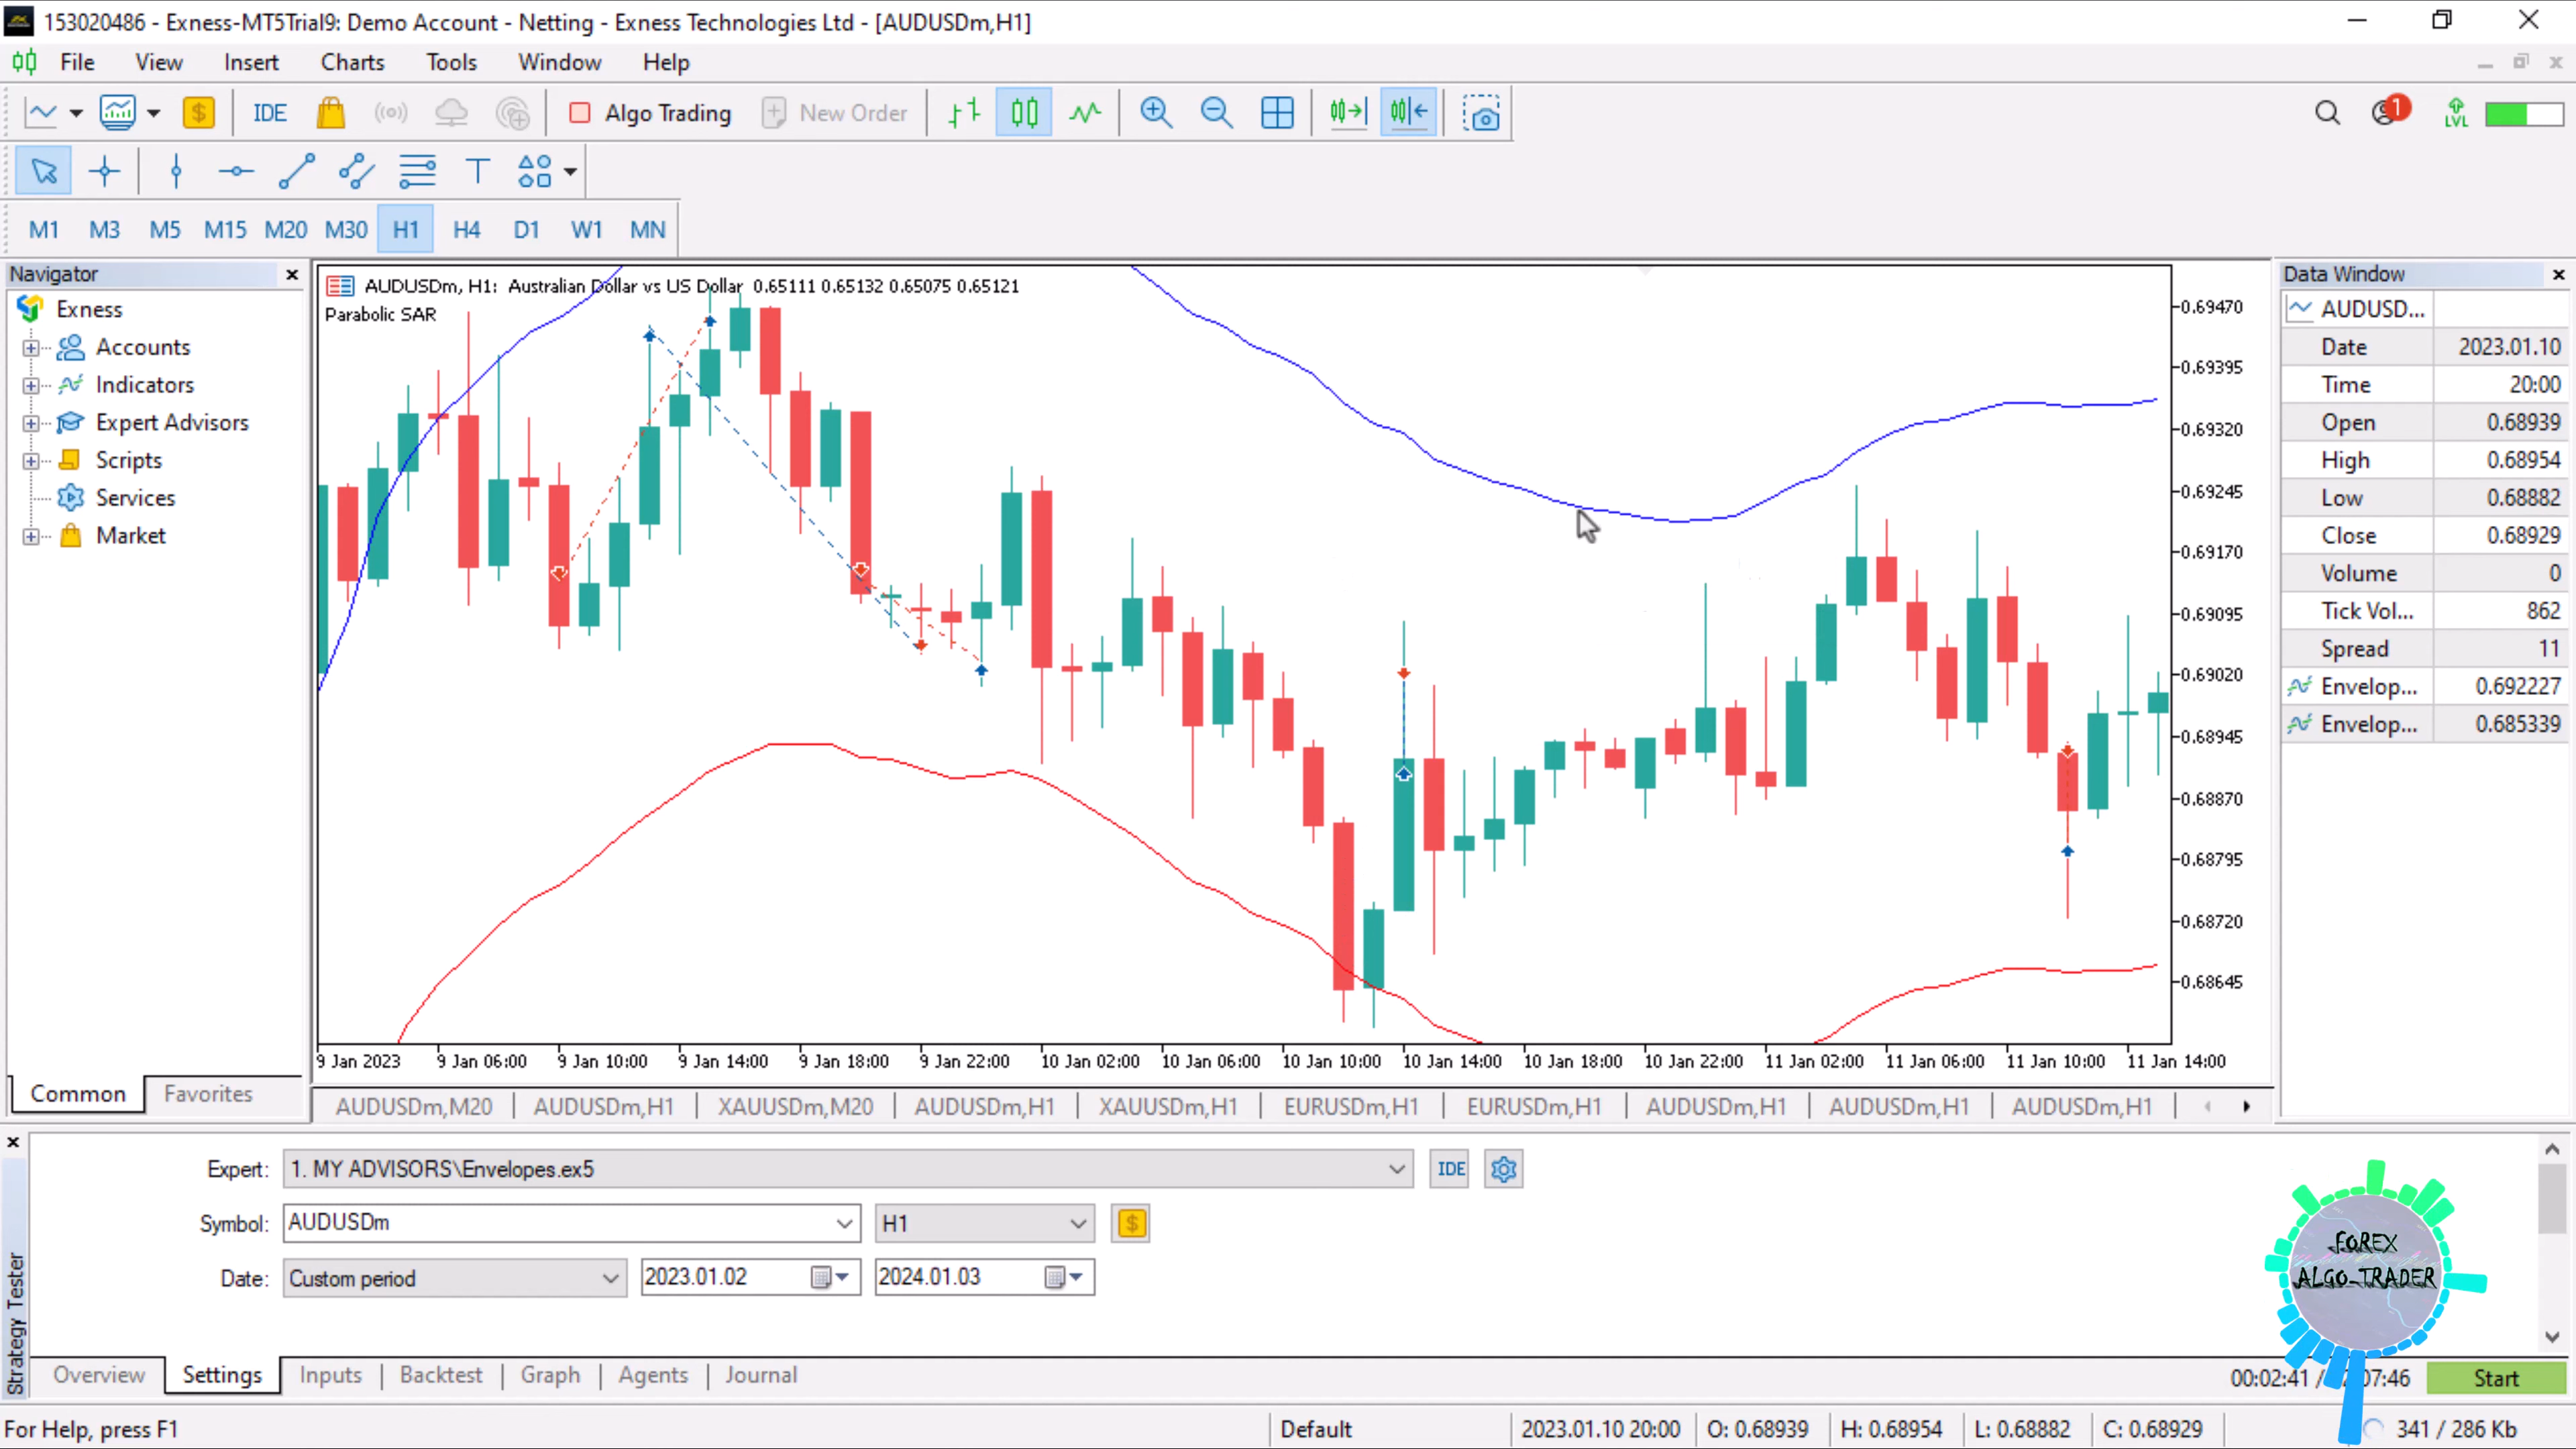 153020486 - Exness-MT5Trial9: Demo Account - Netting - Exness Technologies Ltd - [AUDUSDm,H1]
File View Insert Charts Tools Window Help
IDE Algo Trading New Order 1 LVL
M1 M3 M5 M15 M20 M30 H1 H4 D1 W1 MN
Navigator
Exness
Accounts
Indicators
Expert Advisors
Scripts
Services
Market
Common Favorites
AUDUSDm, H1: Australian Dollar vs US Dollar 0.65111 0.65132 0.65075 0.65121
Parabolic SAR
0.69470
0.69395
0.69320
0.69245
0.69170
0.69095
0.69020
0.68945
0.68870
0.68795
0.68720
0.68645
9 Jan 2023 9 Jan 06:00 9 Jan 10:00 9 Jan 14:00 9 Jan 18:00 9 Jan 22:00 10 Jan 02:00 10 Jan 06:00 10 Jan 10:00 10 Jan 14:00 10 Jan 18:00 10 Jan 22:00 11 Jan 02:00 11 Jan 06:00 11 Jan 10:00 11 Jan 14:00
AUDUSDm,M20 AUDUSDm,H1 XAUUSDm,M20 AUDUSDm,H1 XAUUSDm,H1 EURUSDm,H1 EURUSDm,H1 AUDUSDm,H1 AUDUSDm,H1 AUDUSDm,H1
Data Window
AUDUSD...
Date 2023.01.10
Time 20:00
Open 0.68939
High 0.68954
Low 0.68882
Close 0.68929
Volume 0
Tick Vol... 862
Spread 11
Envelop... 0.692227
Envelop... 0.685339
Strategy Tester
Expert: 1. MY ADVISORS\Envelopes.ex5 IDE
Symbol: AUDUSDm H1
Date: Custom period 2023.01.02 2024.01.03
FOREX
ALGO-TRADER
Overview Settings Inputs Backtest Graph Agents Journal
00:02:41 / 07:46 Start
For Help, press F1 Default 2023.01.10 20:00 O: 0.68939 H: 0.68954 L: 0.68882 C: 0.68929 341 / 286 Kb